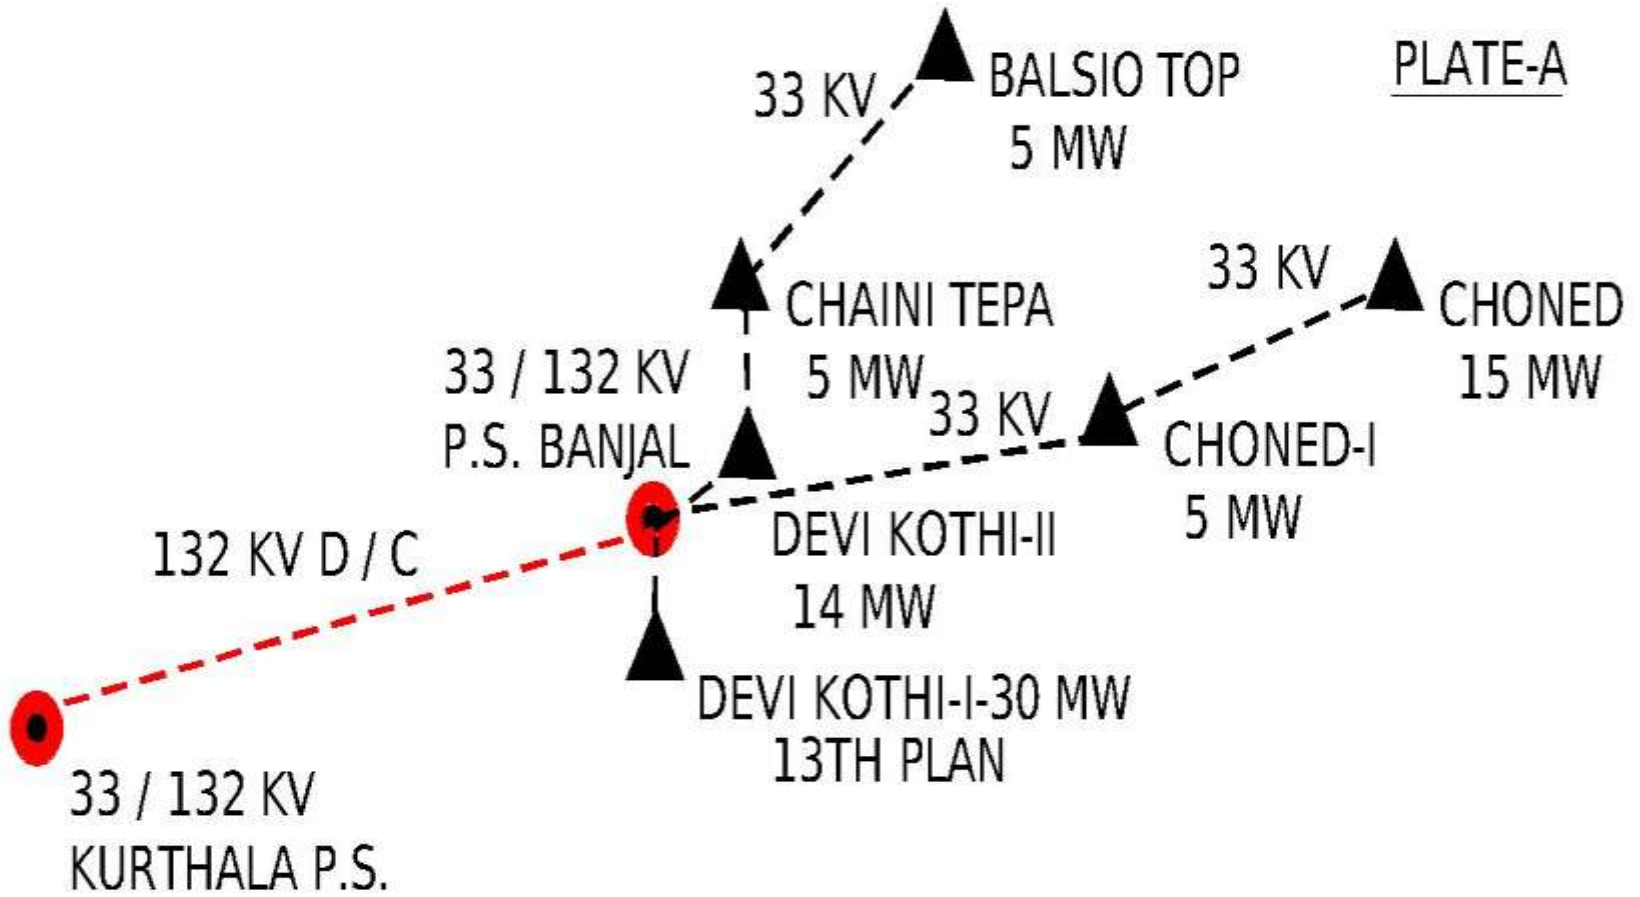 PLATE-A
33 KV
BALSIO TOP
5 MW
33 KV
CHONED
15 MW
CHAINI TEPA
5 MW
33 / 132 KV
P.S. BANJAL
33 KV
CHONED-I
5 MW
DEVI KOTHI-II
14 MW
132 KV D / C
DEVI KOTHI-I-30 MW
13TH PLAN
33 / 132 KV
KURTHALA P.S.